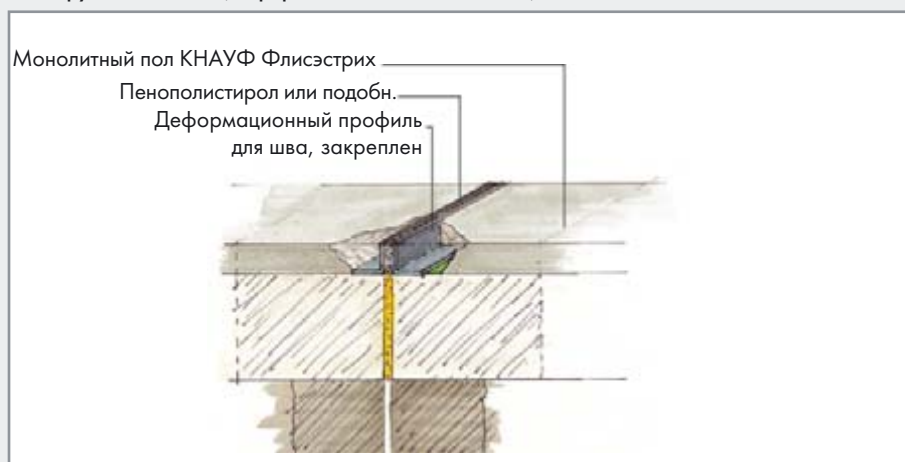 Монолитный пол КНАУФ Флисэстрих
Пенополистирол или подобн.
Деформационный профиль
для шва, закреплен